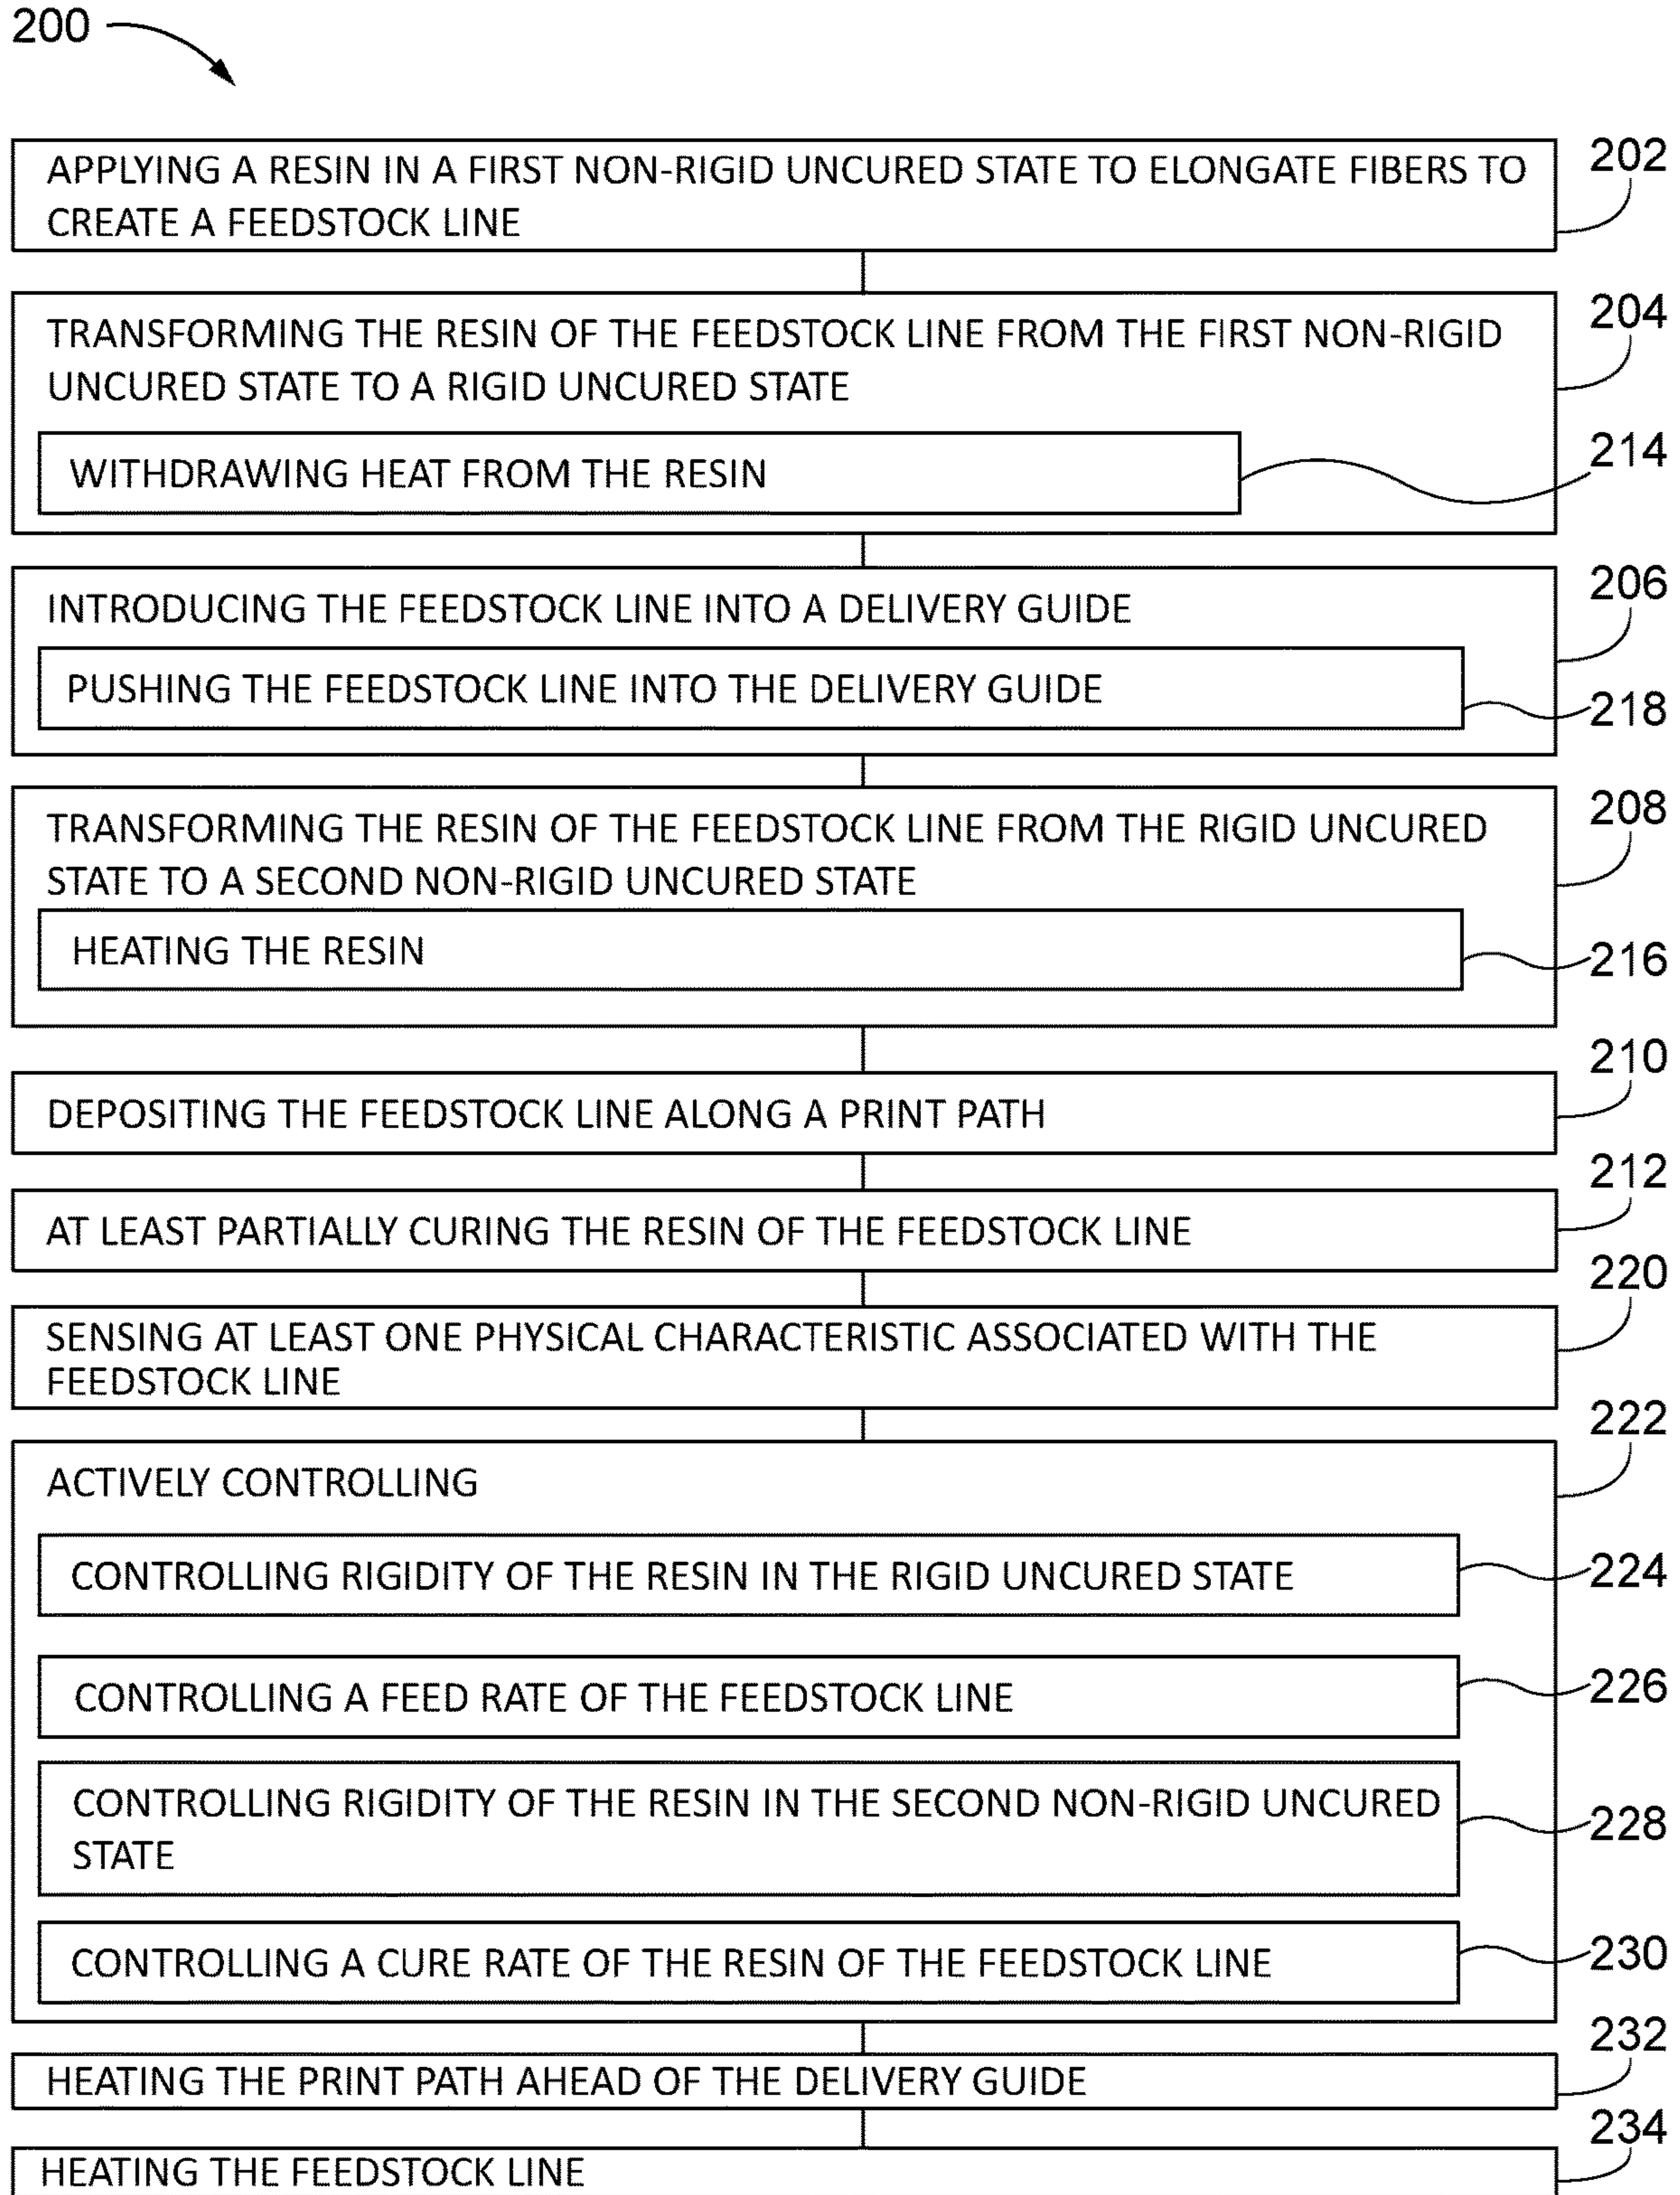 200
APPLYING A RESIN IN A FIRST NON-RIGID UNCURED STATE TO ELONGATE FIBERS TO
CREATE A FEEDSTOCK LINE
202
TRANSFORMING THE RESIN OF THE FEEDSTOCK LINE FROM THE FIRST NON-RIGID
UNCURED STATE TO A RIGID UNCURED STATE
204
WITHDRAWING HEAT FROM THE RESIN
214
INTRODUCING THE FEEDSTOCK LINE INTO A DELIVERY GUIDE
206
PUSHING THE FEEDSTOCK LINE INTO THE DELIVERY GUIDE
218
TRANSFORMING THE RESIN OF THE FEEDSTOCK LINE FROM THE RIGID UNCURED
STATE TO A SECOND NON-RIGID UNCURED STATE
208
HEATING THE RESIN
216
DEPOSITING THE FEEDSTOCK LINE ALONG A PRINT PATH
210
AT LEAST PARTIALLY CURING THE RESIN OF THE FEEDSTOCK LINE
212
SENSING AT LEAST ONE PHYSICAL CHARACTERISTIC ASSOCIATED WITH THE
FEEDSTOCK LINE
220
ACTIVELY CONTROLLING
222
CONTROLLING RIGIDITY OF THE RESIN IN THE RIGID UNCURED STATE
224
CONTROLLING A FEED RATE OF THE FEEDSTOCK LINE
226
CONTROLLING RIGIDITY OF THE RESIN IN THE SECOND NON-RIGID UNCURED
STATE
228
CONTROLLING A CURE RATE OF THE RESIN OF THE FEEDSTOCK LINE
230
HEATING THE PRINT PATH AHEAD OF THE DELIVERY GUIDE
232
HEATING THE FEEDSTOCK LINE
234